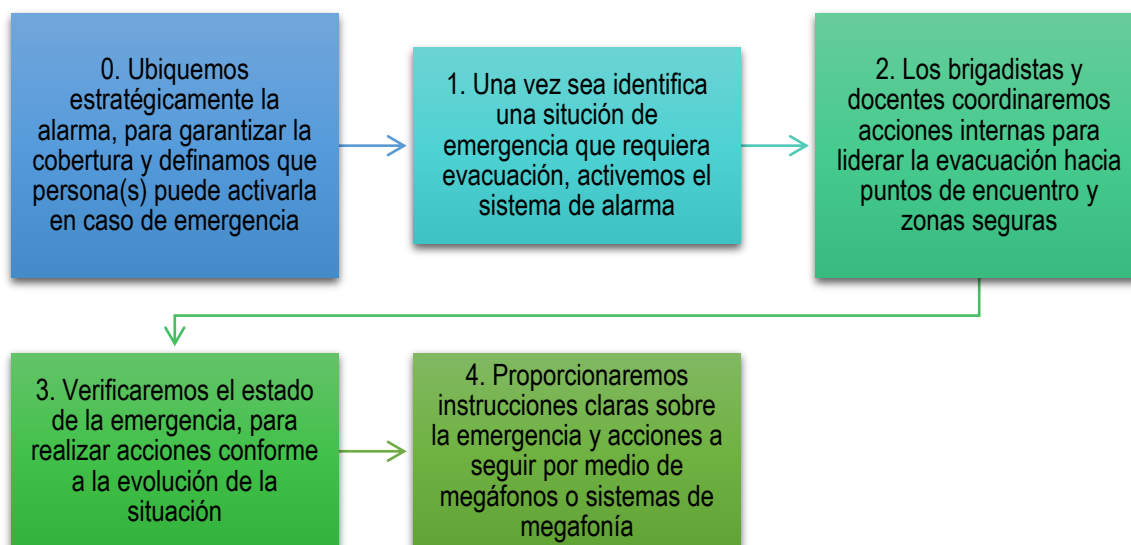 0. Ubiquemos
estratégicamente la
alarma, para garantizar la
cobertura y definamos que
persona(s) puede activarla
en caso de emergencia
1. Una vez sea identifica
una situción de
emergencia que requiera
evacuación, activemos el
sistema de alarma
2. Los brigadistas y
docentes coordinaremos
acciones internas para
liderar la evacuación hacia
puntos de encuentro y
zonas seguras
3. Verificaremos el estado
de la emergencia, para
realizar acciones conforme
a la evolución de la
situación
4. Proporcionaremos
instrucciones claras sobre
la emergencia y acciones a
seguir por medio de
megáfonos o sistemas de
megafonía